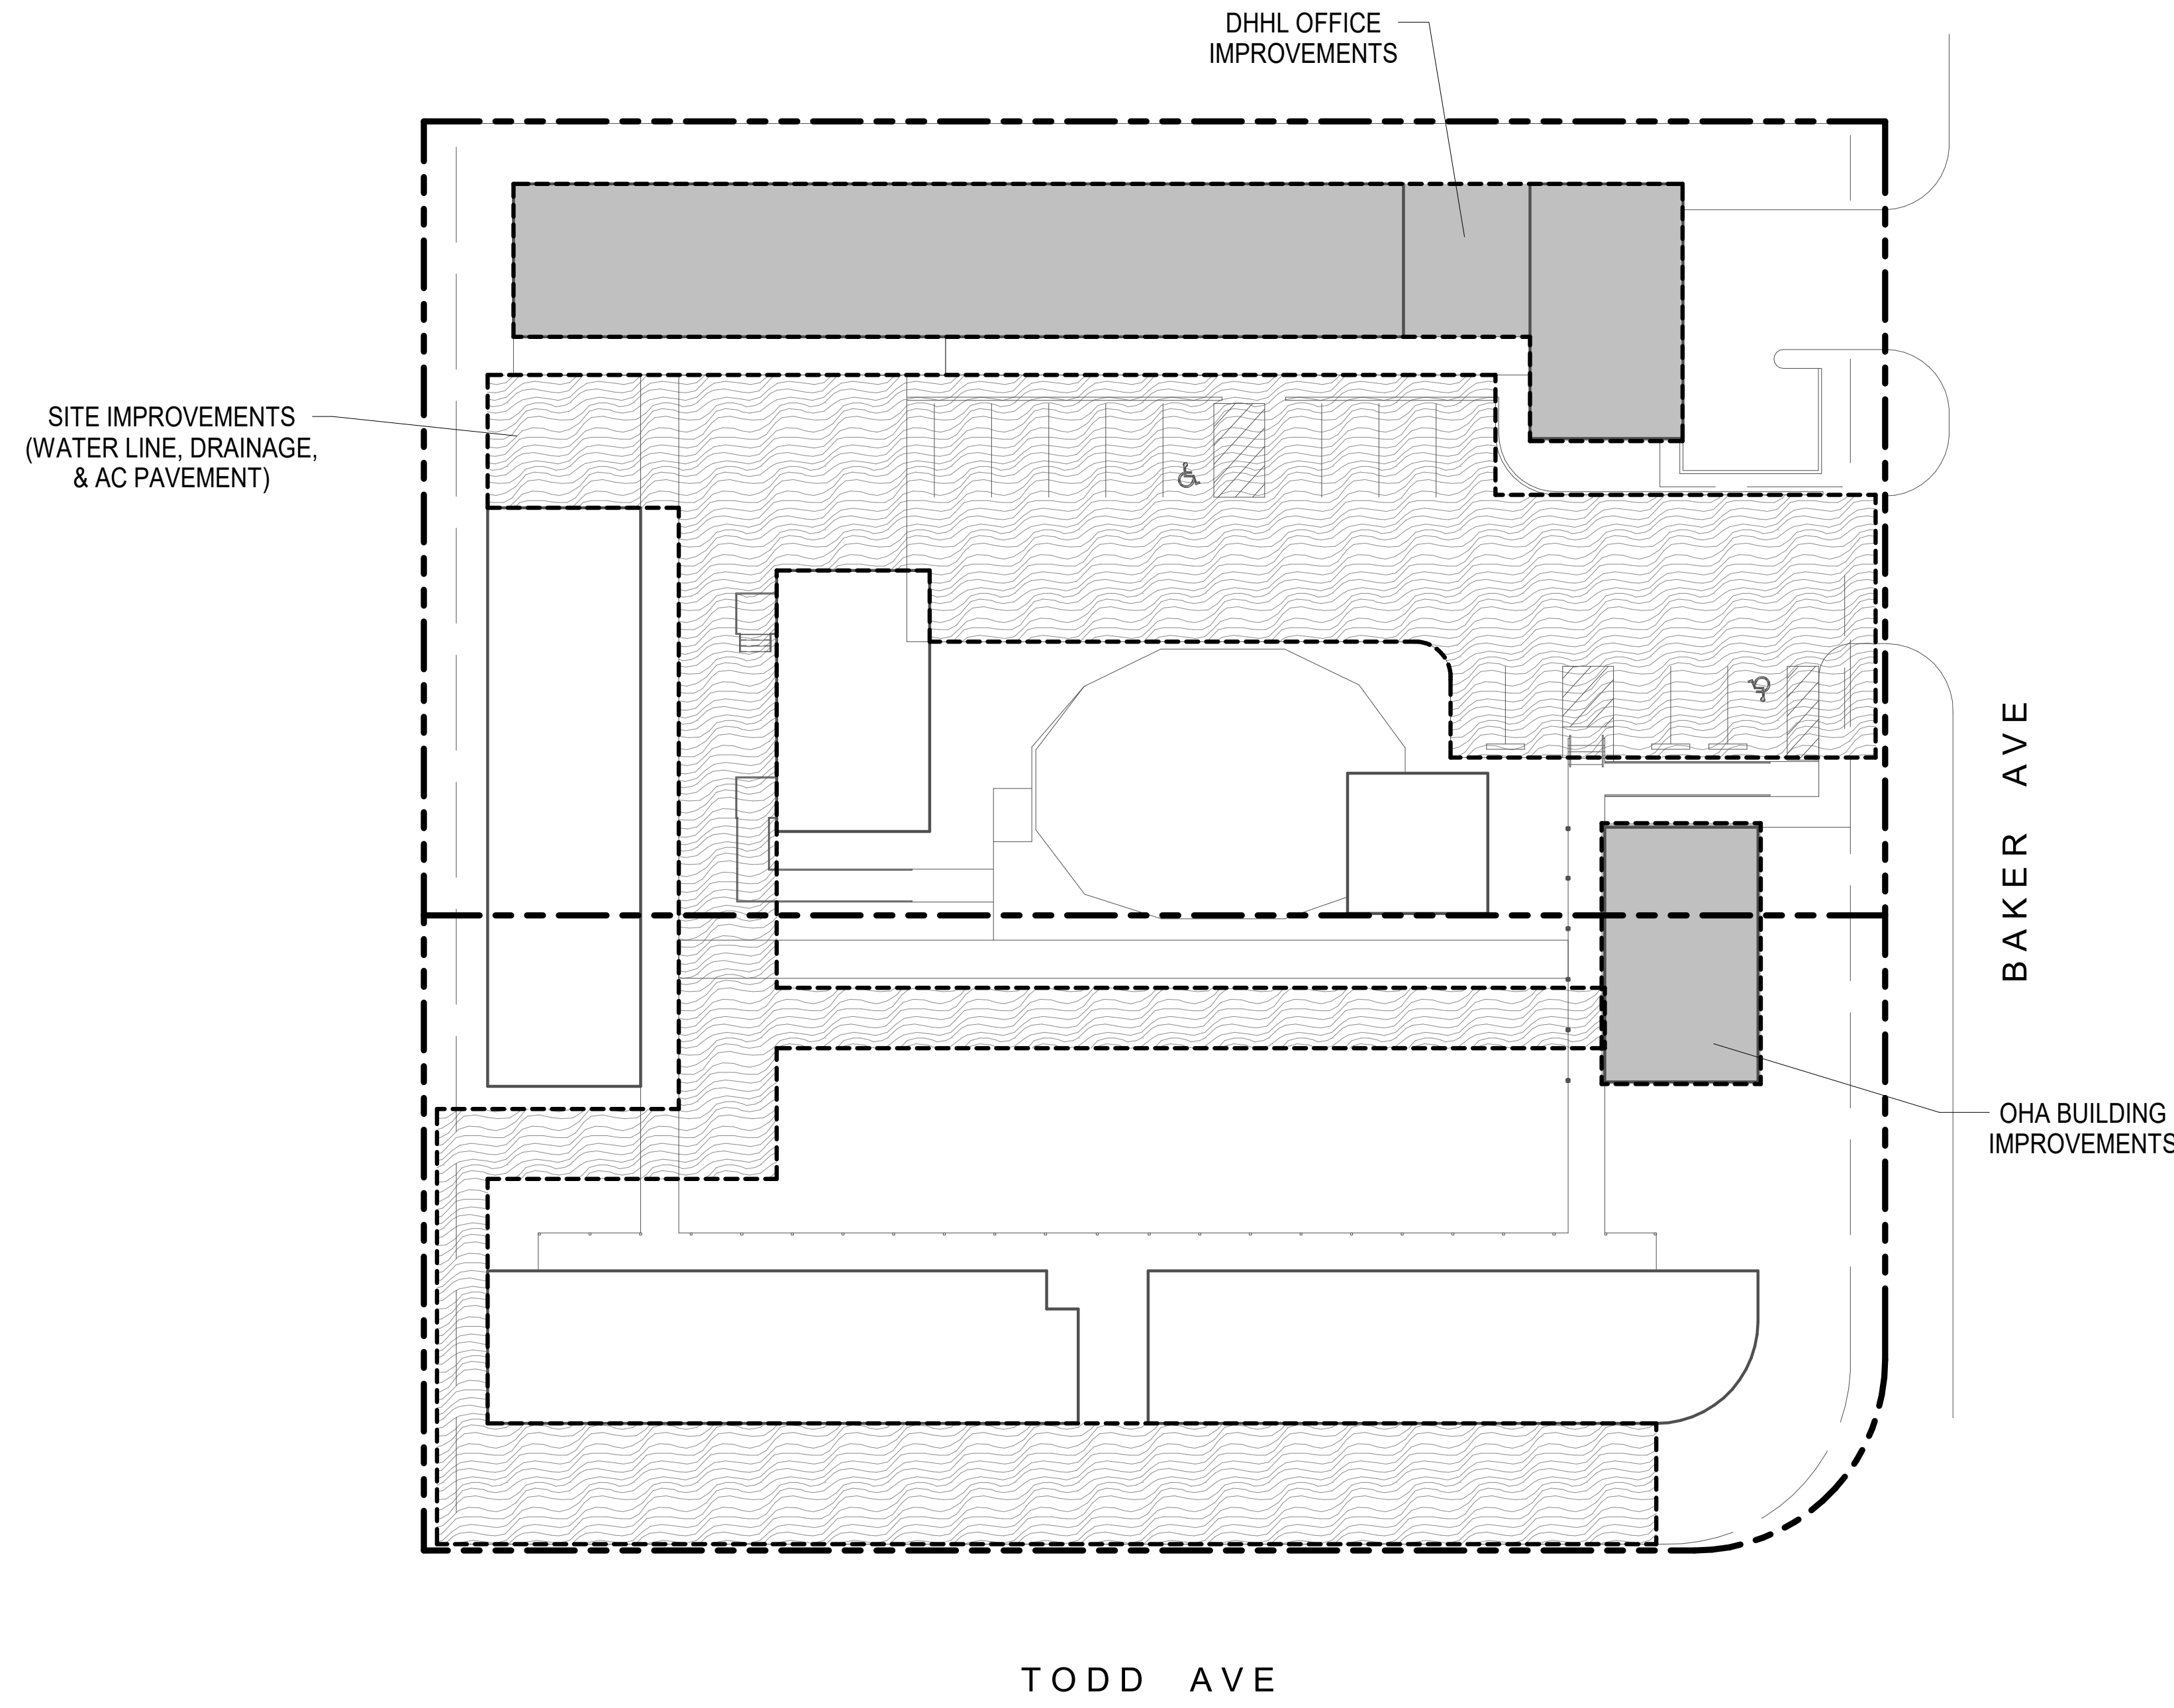 DHHL OFFICE
IMPROVEMENTS
SITE IMPROVEMENTS
(WATER LINE, DRAINAGE,
& AC PAVEMENT)
BAKER AVE
OHA BUILDING
IMPROVEMENTS
TODD AVE